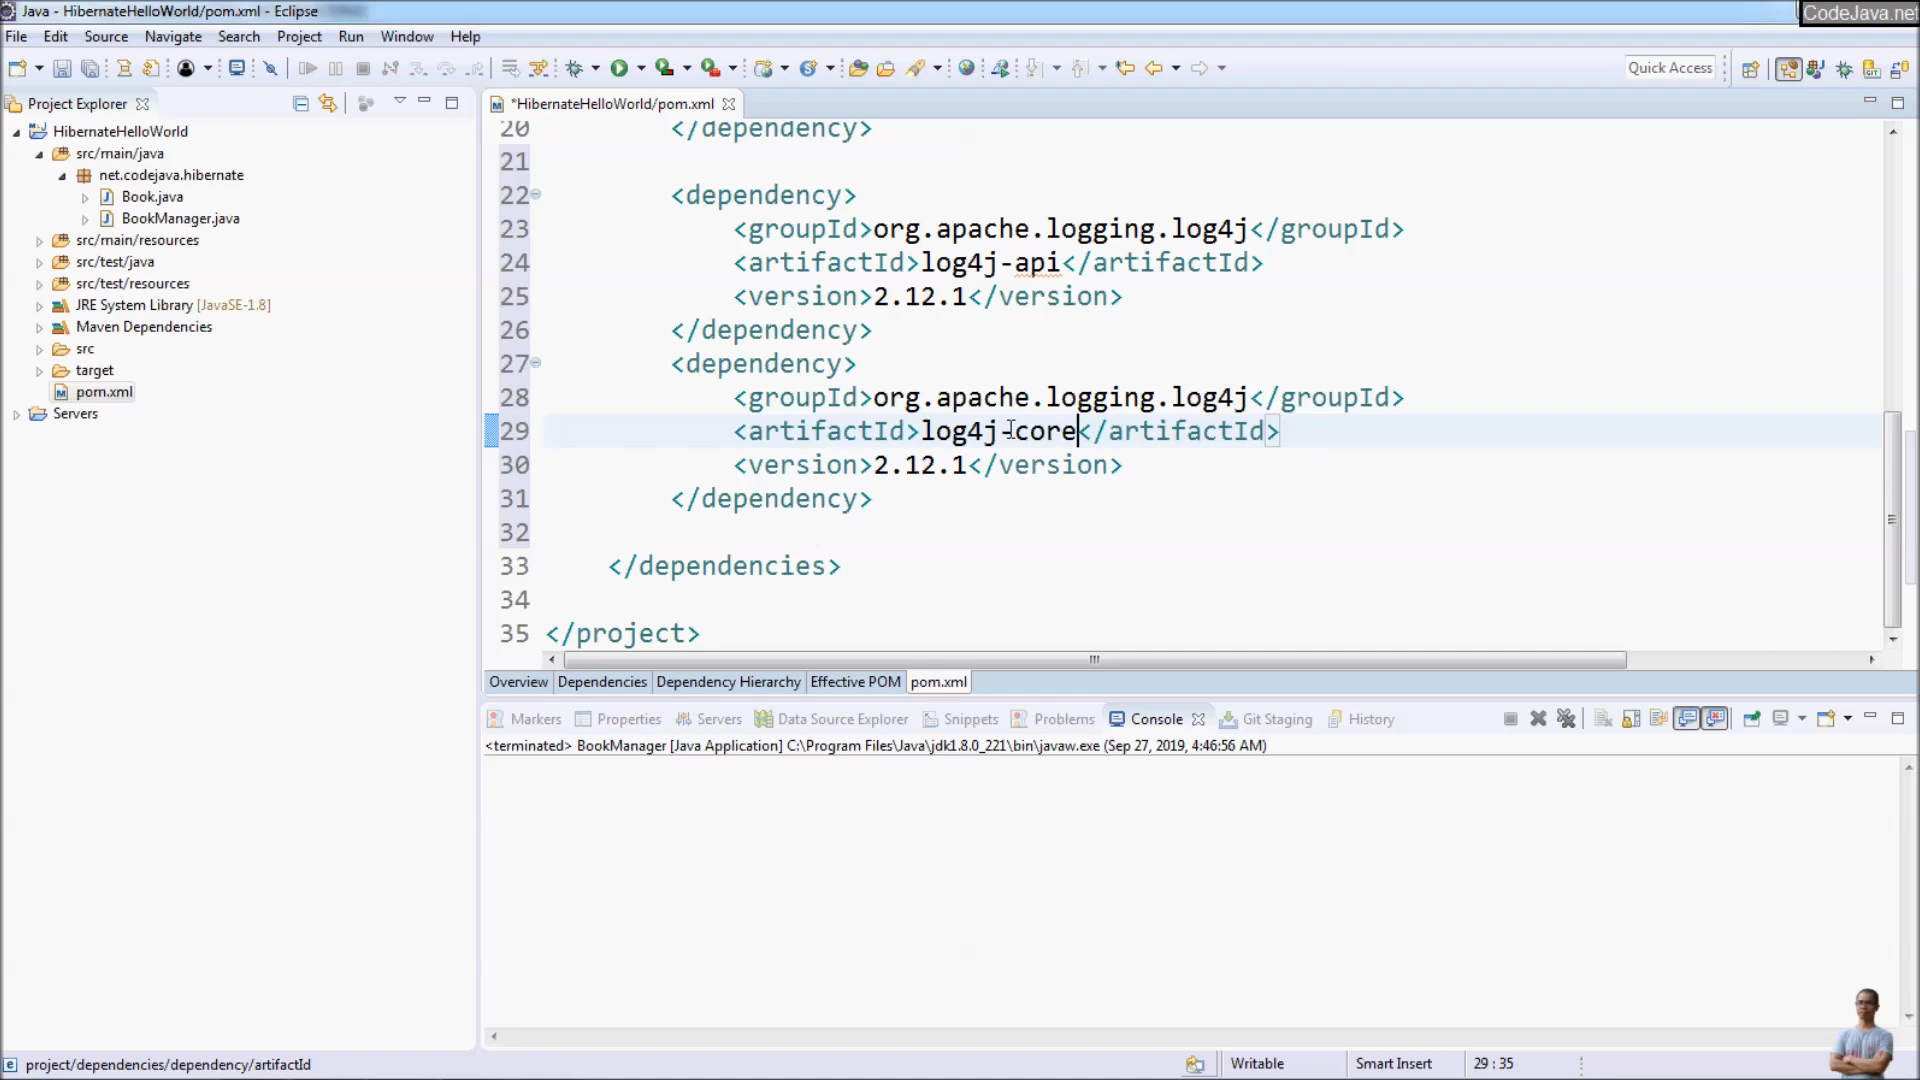 Java - HibernateHelloWorld/pom.xml - Eclipse
CodeJava.net
File Edit Source Navigate Search Project Run Window Help
Quick Access
Project Explorer
*HibernateHelloWorld/pom.xml
HibernateHelloWorld
src/main/java
net.codejava.hibernate
Book.java
BookManager.java
src/main/resources
src/test/java
src/test/resources
JRE System Library [JavaSE-1.8]
Maven Dependencies
src
target
pom.xml
Servers
20 </dependency>
21
22 <dependency>
23 <groupId>org.apache.logging.log4j</groupId>
24 <artifactId>log4j-api</artifactId>
25 <version>2.12.1</version>
26 </dependency>
27 <dependency>
28 <groupId>org.apache.logging.log4j</groupId>
29 <artifactId>log4j-core</artifactId>
30 <version>2.12.1</version>
31 </dependency>
32
33 </dependencies>
34
35 </project>
Overview Dependencies Dependency Hierarchy Effective POM pom.xml
Markers Properties Servers Data Source Explorer Snippets Problems Console Git Staging History
<terminated> BookManager [Java Application] C:\Program Files\Java\jdk1.8.0_221\bin\javaw.exe (Sep 27, 2019, 4:46:56 AM)
project/dependencies/dependency/artifactId
Writable
Smart Insert
29 : 35